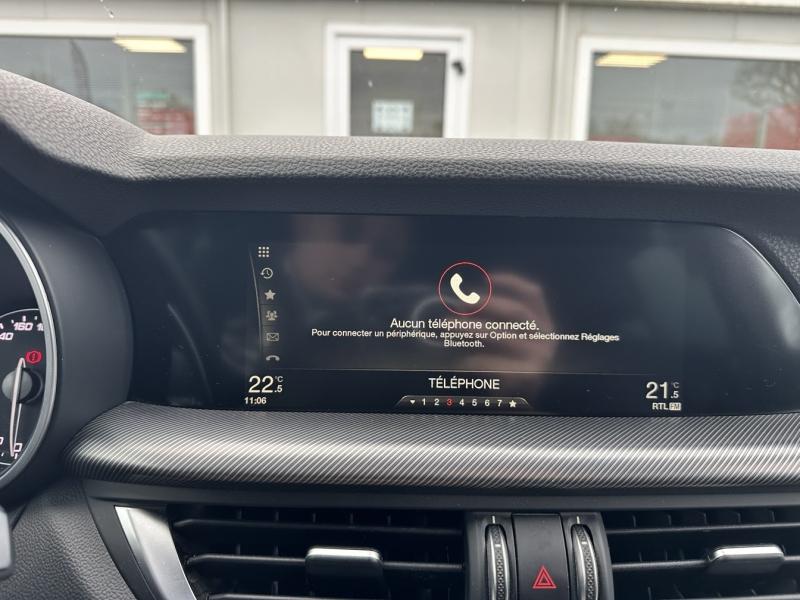 Aucun téléphone connecté.
Pour connecter un périphérique, appuyez sur Option et sélectionnez Réglages
Bluetooth.
22.5°C
TÉLÉPHONE
21.5°C
11:06
1 2 3 4 5 6 7
RTL FM
160